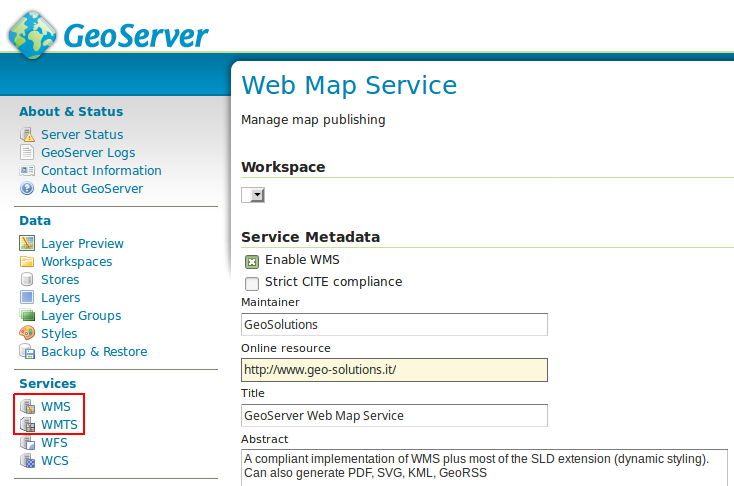 GeoServer
About & Status
Server Status
GeoServer Logs
Contact Information
About GeoServer
Data
Layer Preview
Workspaces
Stores
Layers
Layer Groups
Styles
Backup & Restore
Services
WMS
WMTS
WFS
WCS
Web Map Service
Manage map publishing
Workspace
Service Metadata
Enable WMS
Strict CITE compliance
Maintainer
GeoSolutions
Online resource
http://www.geo-solutions.it/
Title
GeoServer Web Map Service
Abstract
A compliant implementation of WMS plus most of the SLD extension (dynamic styling).
Can also generate PDF, SVG, KML, GeoRSS